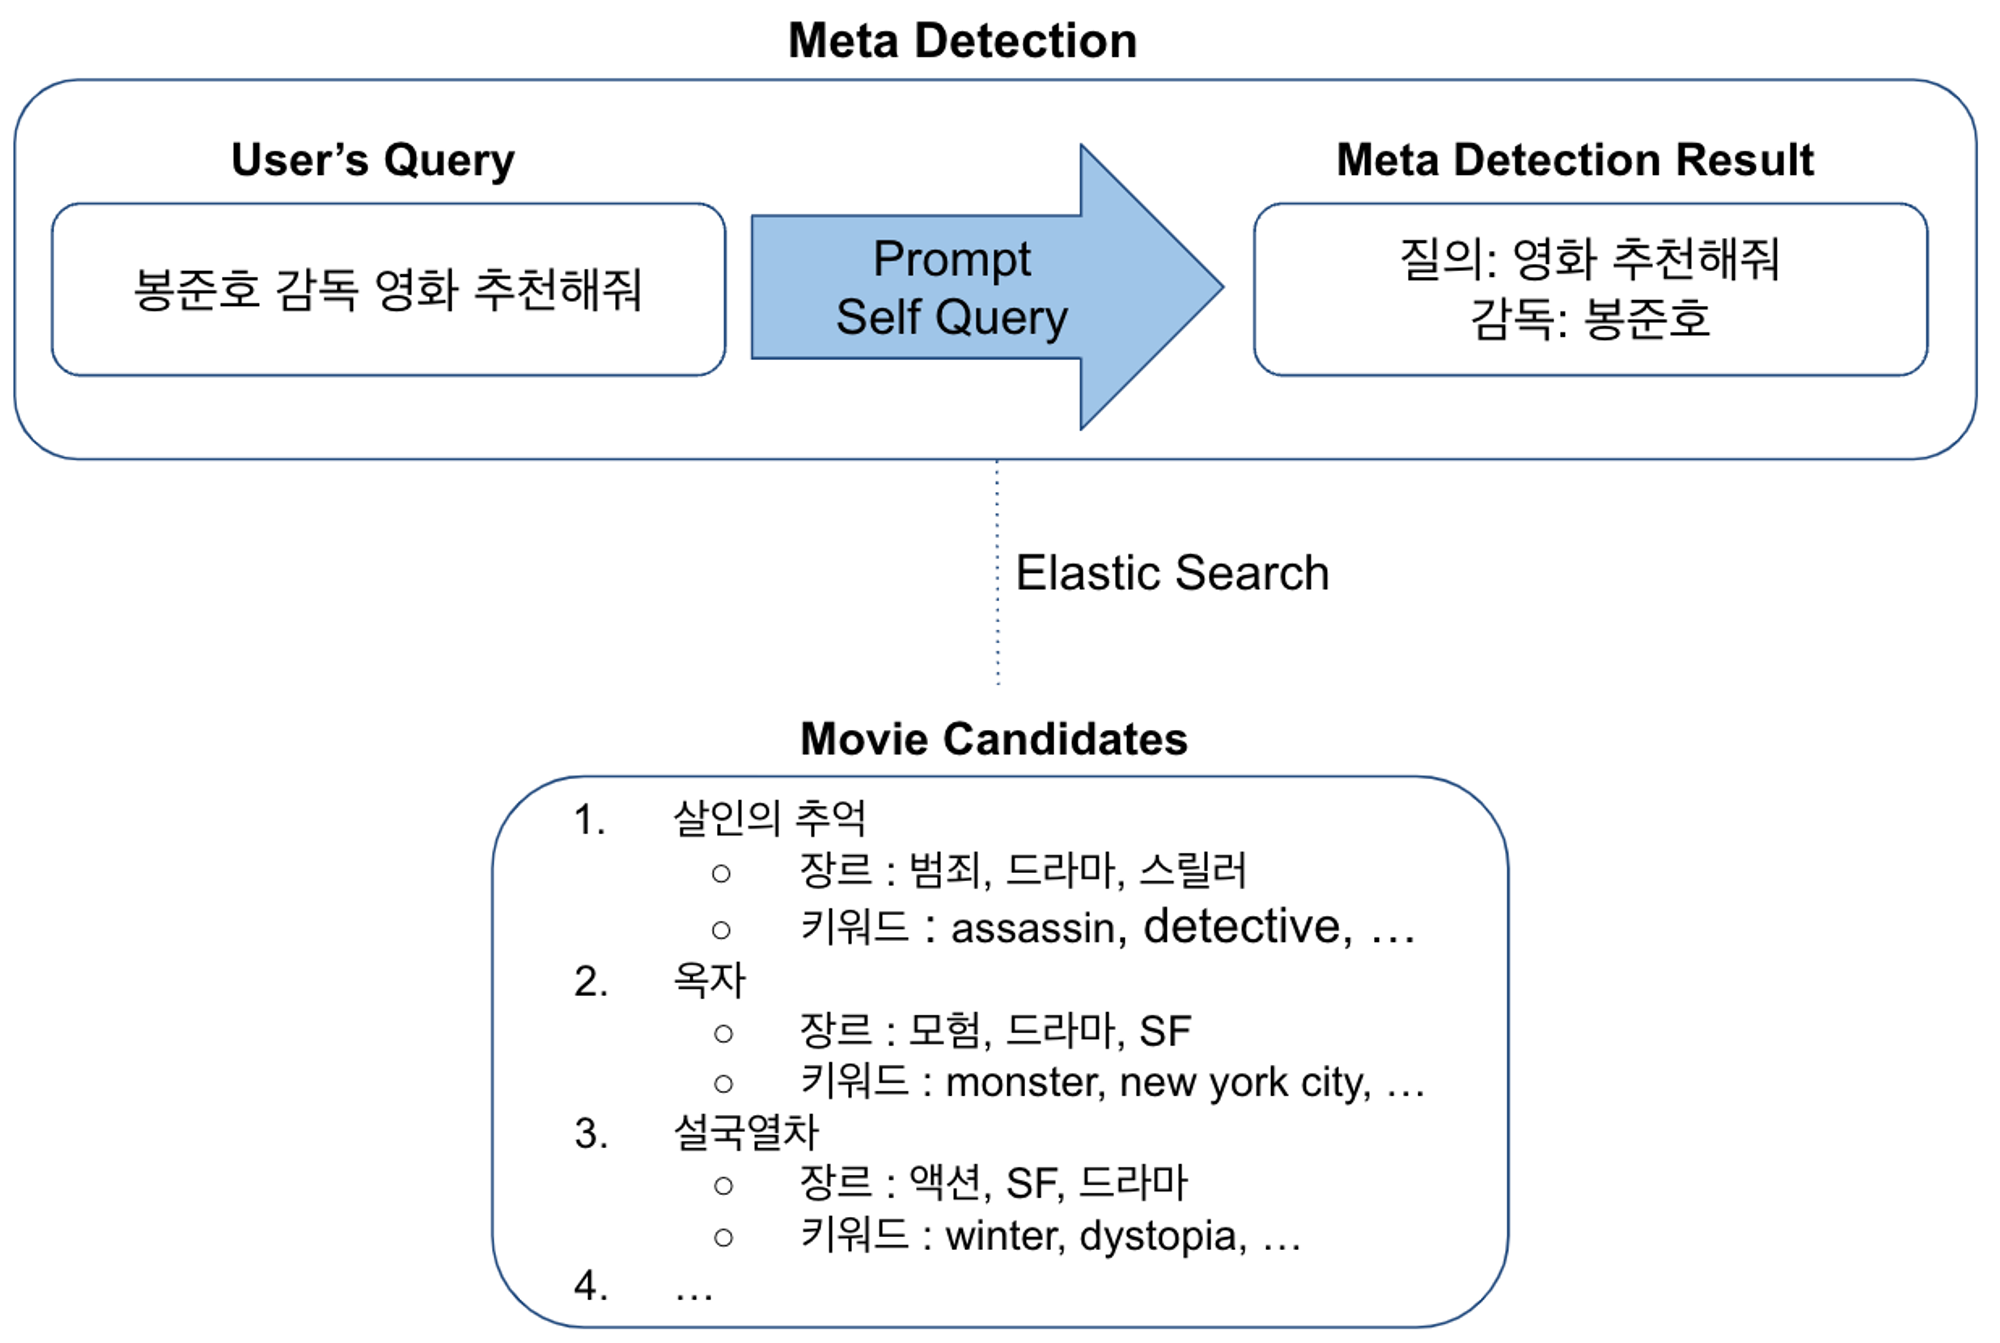 Meta Detection
User’s Query
봉준호 감독 영화 추천해줘
Prompt
Self Query
Meta Detection Result
질의: 영화 추천해줘
감독: 봉준호
Elastic Search
Movie Candidates
1. 살인의 추억
○ 장르 : 범죄, 드라마, 스릴러
○ 키워드 : assassin, detective, …
2. 옥자
○ 장르 : 모험, 드라마, SF
○ 키워드 : monster, new york city, …
3. 설국열차
○ 장르 : 액션, SF, 드라마
○ 키워드 : winter, dystopia, …
4. …